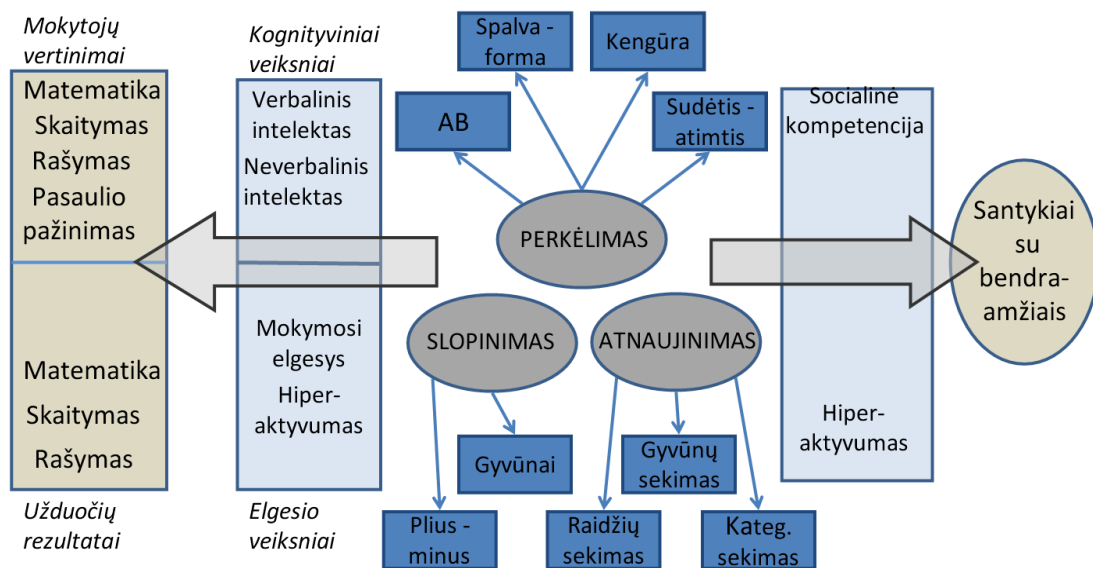 Mokytojų
vertinimai
Matematika
Skaitymas
Rašymas
Pasaulio
pažinimas
Matematika
Skaitymas
Rašymas
Užduočių
rezultatai
Kognityviniai
veiksniai
Verbalinis
intelektas
Neverbalinis
intelektas
Mokymosi
elgesys
Hiper-
aktyvumas
Elgesio
veiksniai
Spalva -
forma
Kengūra
AB
Sudėtis -
atimtis
PERKĖLIMAS
SLOPINIMAS
ATNAUJINIMAS
Gyvūnai
Gyvūnų
sekimas
Plius -
minus
Raidžių
sekimas
Kateg.
sekimas
Socialinė
kompetencija
Hiper-
aktyvumas
Santykiai
su
bendra-
amžiais